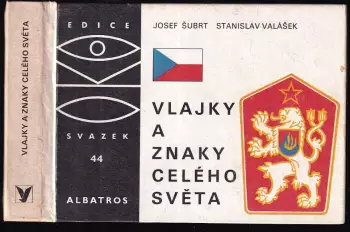 VLAJKY A ZNAKY CELÉHO SVĚTA
EDICE
SVAZEK
44
ALBATROS
JOSEF ŠUBRT STANISLAV VALÁŠEK
VLAJKY
A
ZNAKY
CELÉHO
SVĚTA